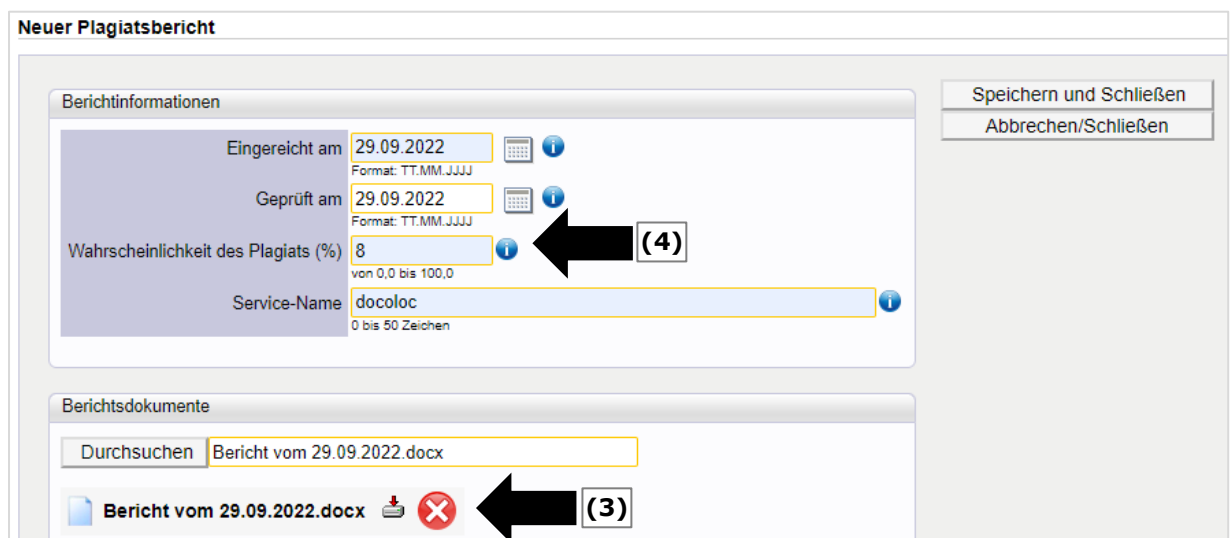 Neuer Plagiatsbericht
Berichtinformationen
Speichern und Schließen
Abbrechen/Schließen
Eingereicht am 29.09.2022
Format: TT.MM.JJJJ
Geprüft am 29.09.2022
Format: TT.MM.JJJJ
Wahrscheinlichkeit des Plagiats (%) 8
(4)
von 0,0 bis 100,0
Service-Name docoloc
0 bis 50 Zeichen
Berichtsdokumente
Durchsuchen Bericht vom 29.09.2022.docx
Bericht vom 29.09.2022.docx
(3)